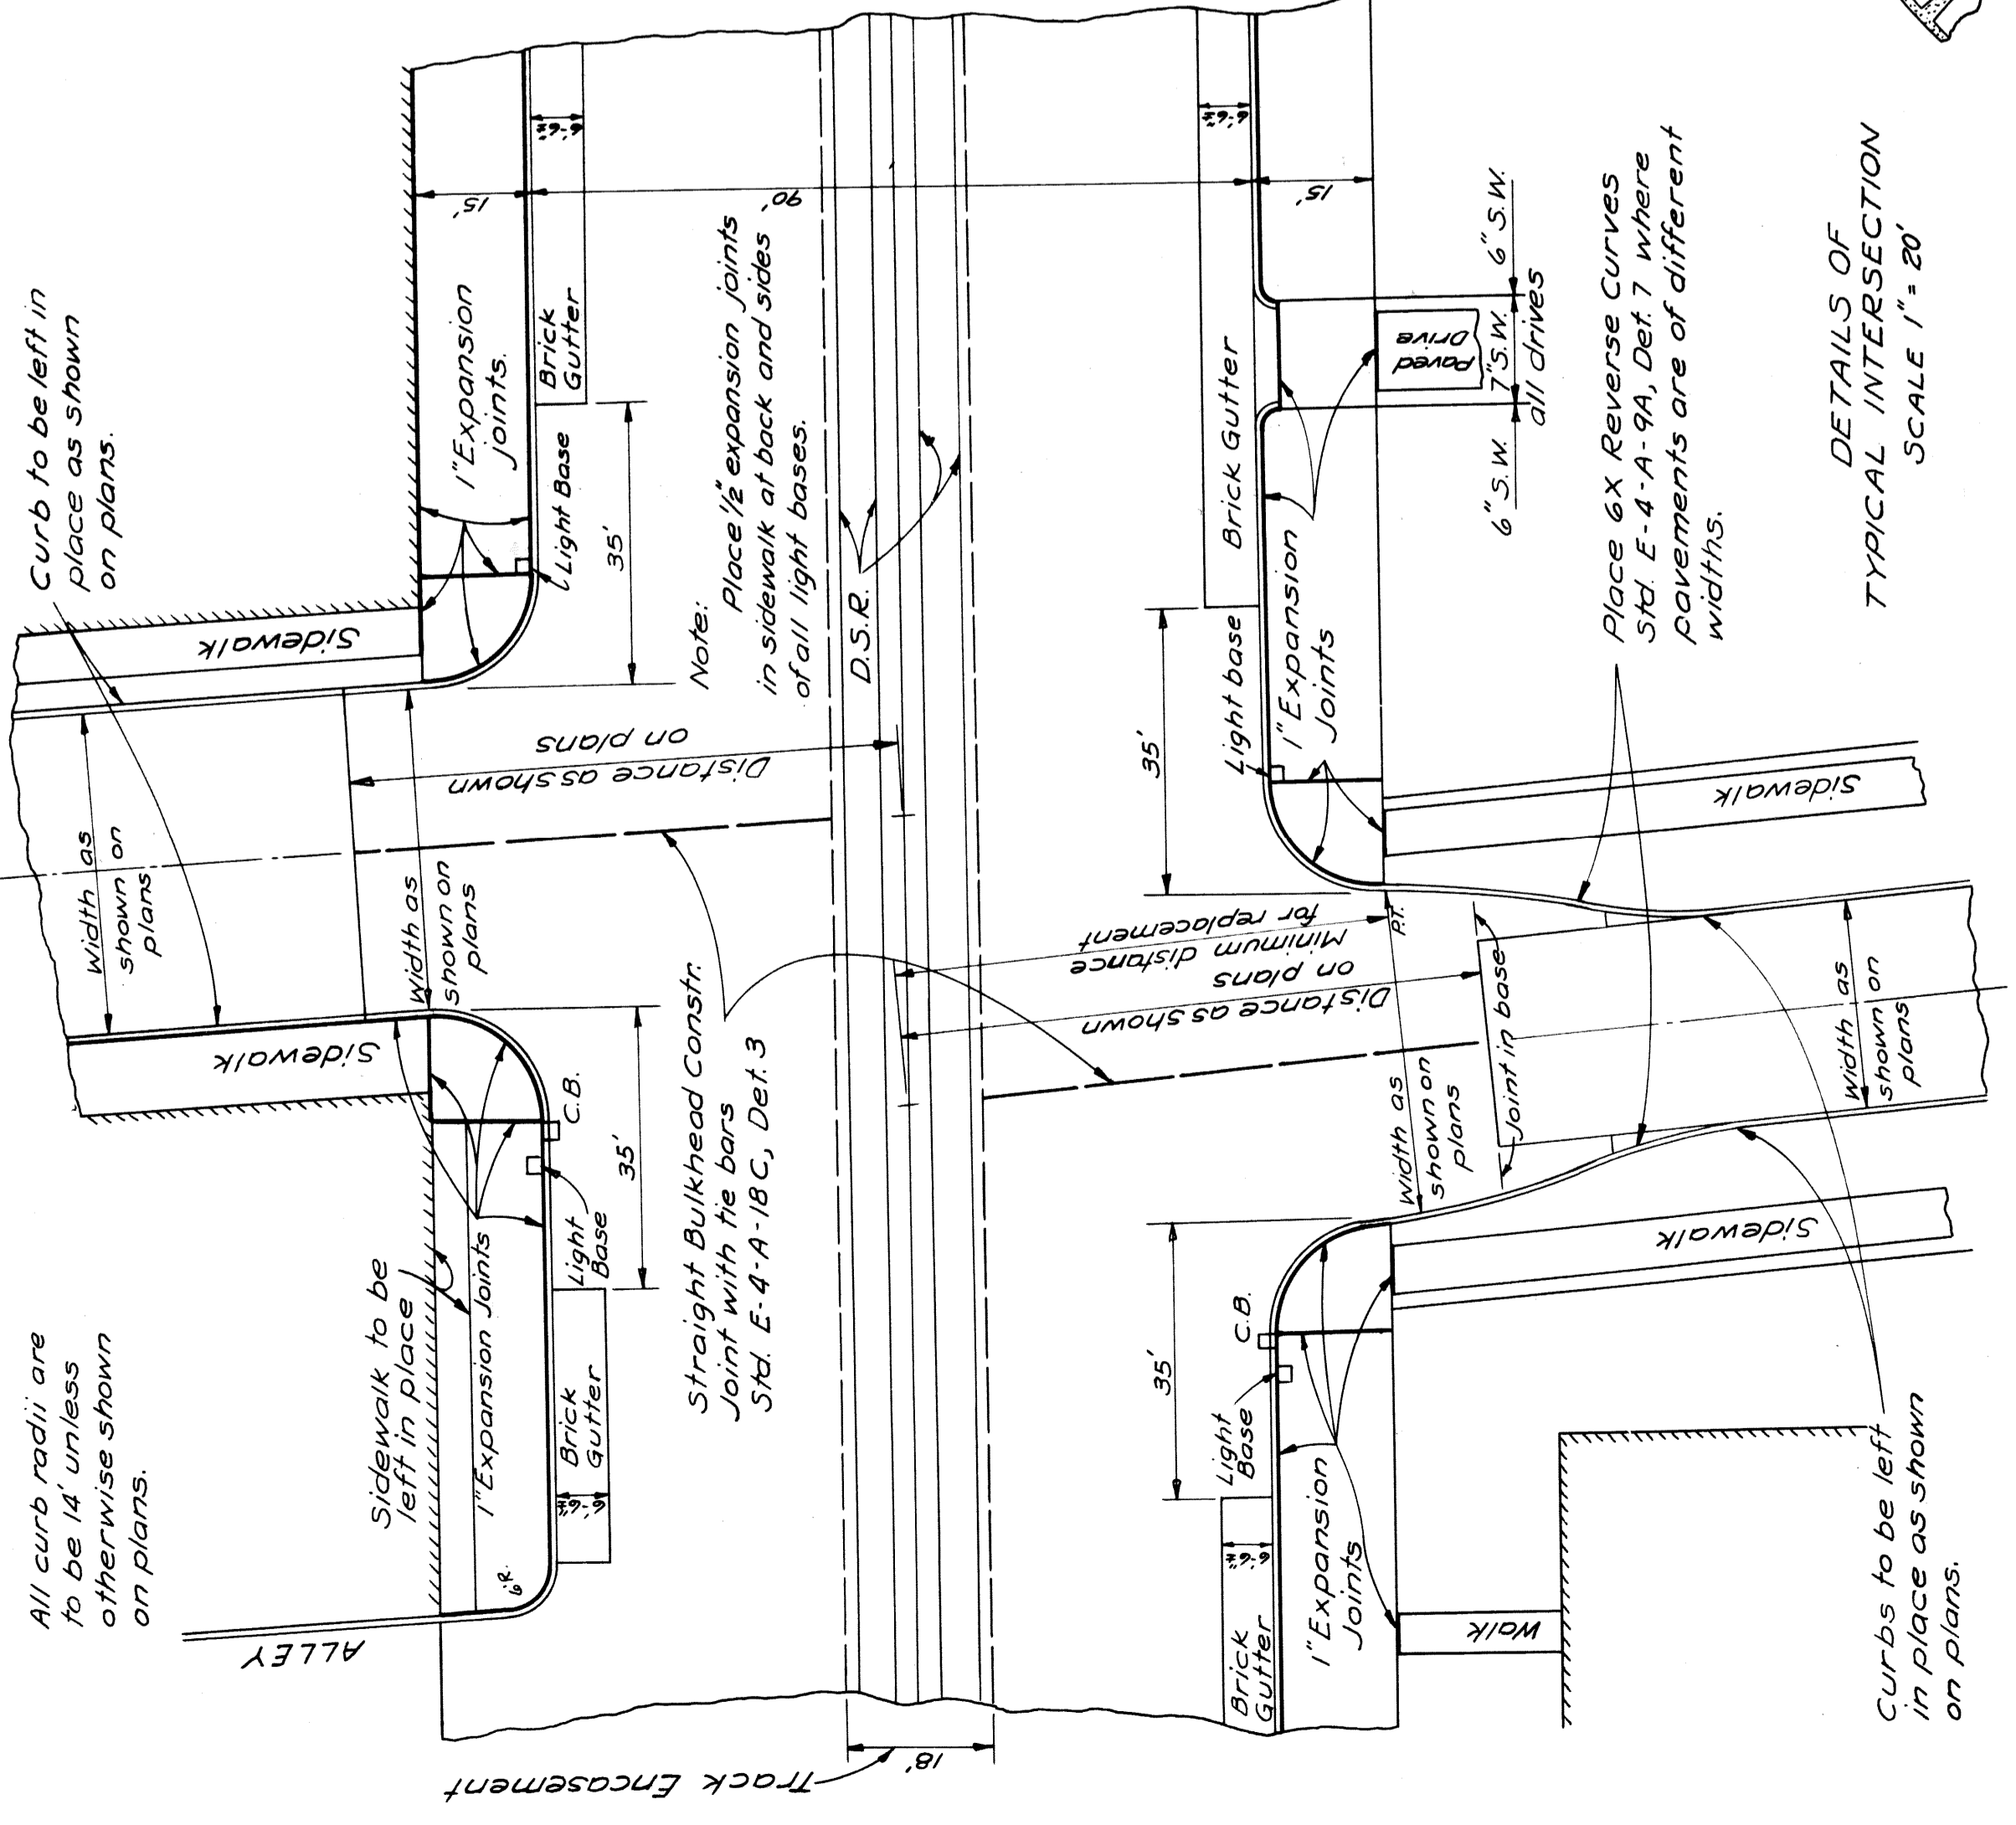 All curb radii are
to be 14' unless
otherwise shown
on plans.
Curb to be left in
place as shown
on plans.
ALLEY
Sidewalk to be
left in place
1" Expansion Joints
6'R.
Brick
Gutter
6'-6"±
Light
Base
C.B.
35'
Sidewalk
Width as
shown on
plans
Width as
shown on
plans
Sidewalk
1" Expansion
joints.
Light Base
35'
Brick
Gutter
6'-6"±
15'
90'
15'
Distance as shown
on plans
Note:
Place ½" expansion joints
in sidewalk at back and sides
of all light bases.
D.S.R.
Straight Bulkhead Constr.
Joint with tie bars
Std. E-4-A-18C, Det. 3
Track Encasement
18'
Minimum distance
for replacement
Distance as shown
on plans
P.T.
Joint in base
Width as
shown on
plans
Width as
shown on
plans
35'
C.B.
Light
Base
Brick
Gutter
6'-6"±
1" Expansion
Joints
Walk
Sidewalk
35'
Light base
1" Expansion
Joints
Sidewalk
Brick Gutter
6'-6"±
Paved
Drive
6" S.W. 7" S.W. 6" S.W.
all drives
Place 6X Reverse Curves
Std. E-4-A-9A, Det. 7 where
pavements are of different
widths.
Curbs to be left
in place as shown
on plans.
DETAILS OF
TYPICAL INTERSECTION
SCALE 1" = 20'